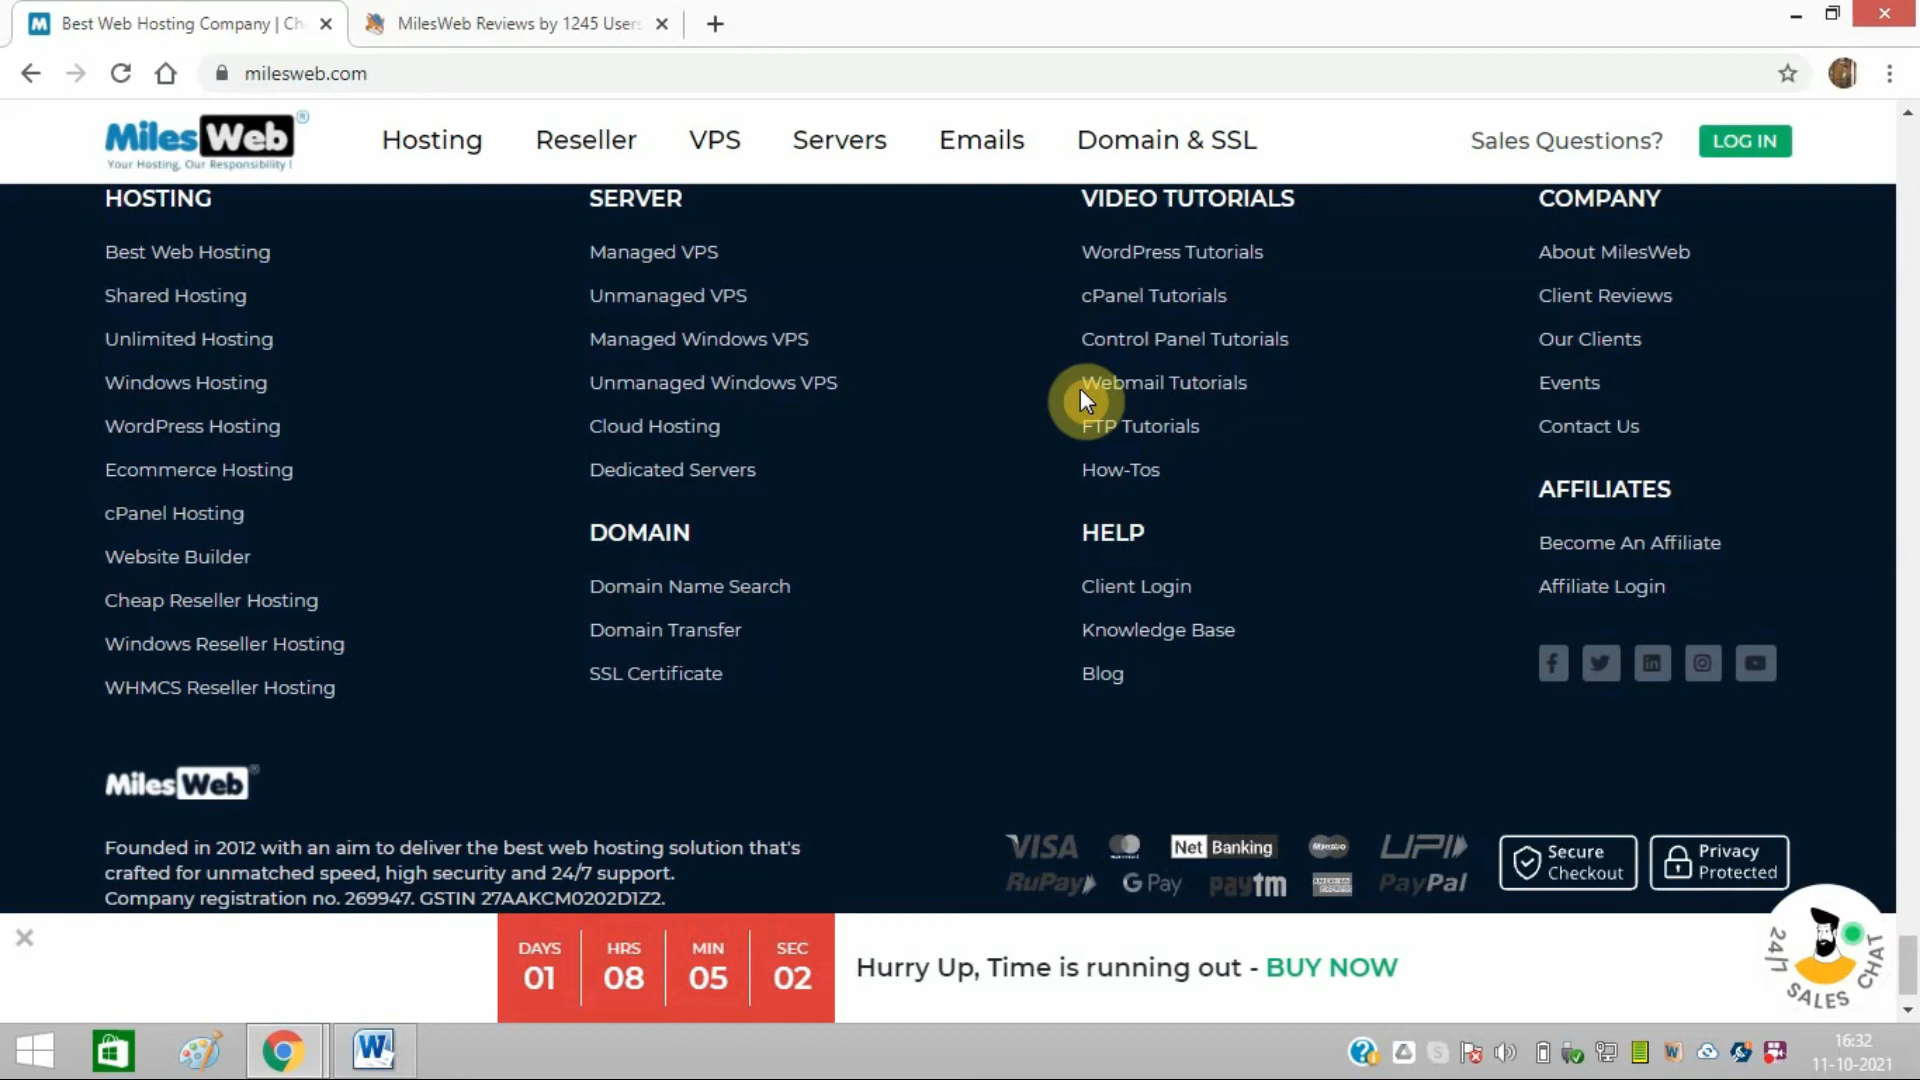 Best Web Hosting Company | Ch
MilesWeb Reviews by 1245 Users
milesweb.com
MilesWeb®
Your Hosting, Our Responsibility !
Hosting
Reseller
VPS
Servers
Emails
Domain & SSL
Sales Questions?
LOG IN
HOSTING
Best Web Hosting
Shared Hosting
Unlimited Hosting
Windows Hosting
WordPress Hosting
Ecommerce Hosting
cPanel Hosting
Website Builder
Cheap Reseller Hosting
Windows Reseller Hosting
WHMCS Reseller Hosting
SERVER
Managed VPS
Unmanaged VPS
Managed Windows VPS
Unmanaged Windows VPS
Cloud Hosting
Dedicated Servers
DOMAIN
Domain Name Search
Domain Transfer
SSL Certificate
VIDEO TUTORIALS
WordPress Tutorials
cPanel Tutorials
Control Panel Tutorials
Webmail Tutorials
FTP Tutorials
How-Tos
HELP
Client Login
Knowledge Base
Blog
COMPANY
About MilesWeb
Client Reviews
Our Clients
Events
Contact Us
AFFILIATES
Become An Affiliate
Affiliate Login
MilesWeb®
Founded in 2012 with an aim to deliver the best web hosting solution that's
crafted for unmatched speed, high security and 24/7 support.
Company registration no. 269947. GSTIN 27AAKCM0202D1Z2.
VISA
Net Banking
Maestro
UPI
RuPay
G Pay
paytm
PayPal
Secure
Checkout
Privacy
Protected
DAYS
01
HRS
08
MIN
05
SEC
02
Hurry Up, Time is running out - BUY NOW
24/7 SALES CHAT
16:32
11-10-2021